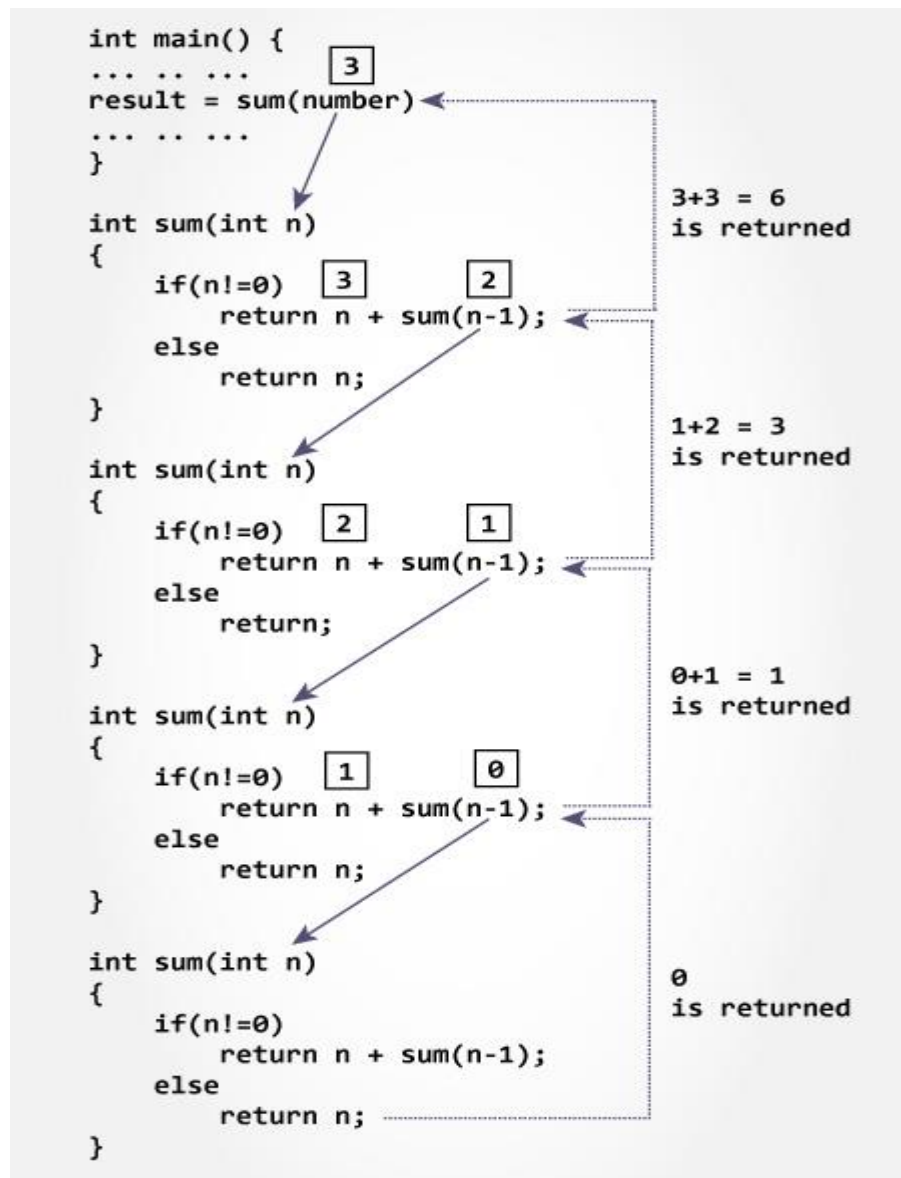 int main() {
... .. ...
3
result = sum(number)
... .. ...
}
3+3 = 6
is returned
int sum(int n)
{
if(n!=0)
3
2
return n + sum(n-1);
else
return n;
}
1+2 = 3
is returned
int sum(int n)
{
if(n!=0)
2
1
return n + sum(n-1);
else
return;
}
0+1 = 1
is returned
int sum(int n)
{
if(n!=0)
1
0
return n + sum(n-1);
else
return n;
}
0
is returned
int sum(int n)
{
if(n!=0)
return n + sum(n-1);
else
return n;
}